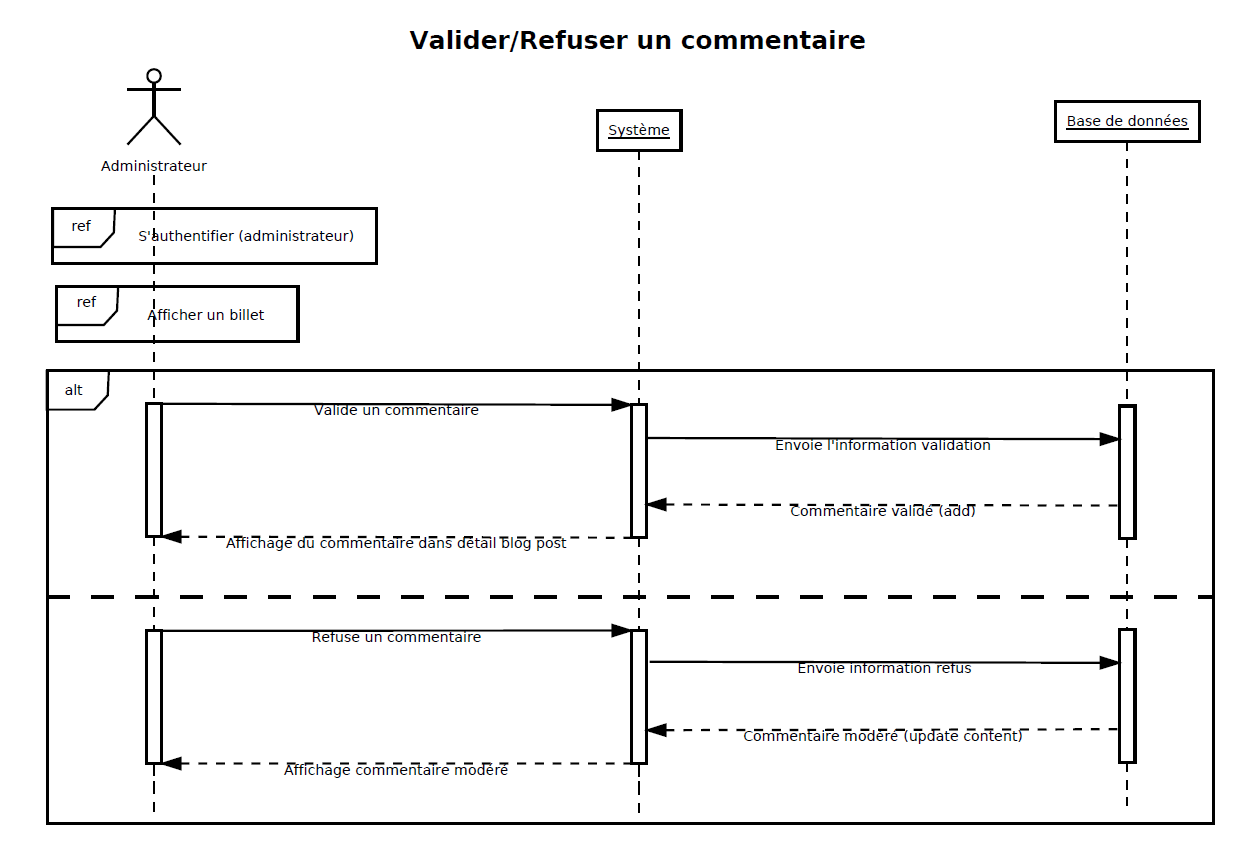 Valider/Refuser un commentaire
Système
Base de données
Administrateur
ref
S'authentifier (administrateur)
ref
Afficher un billet
alt
Valide un commentaire
Envoie l'information validation
Commentaire validé (add)
Affichage du commentaire dans détail blog post
Refuse un commentaire
Envoie information refus
Commentaire modéré (update content)
Affichage commentaire modéré